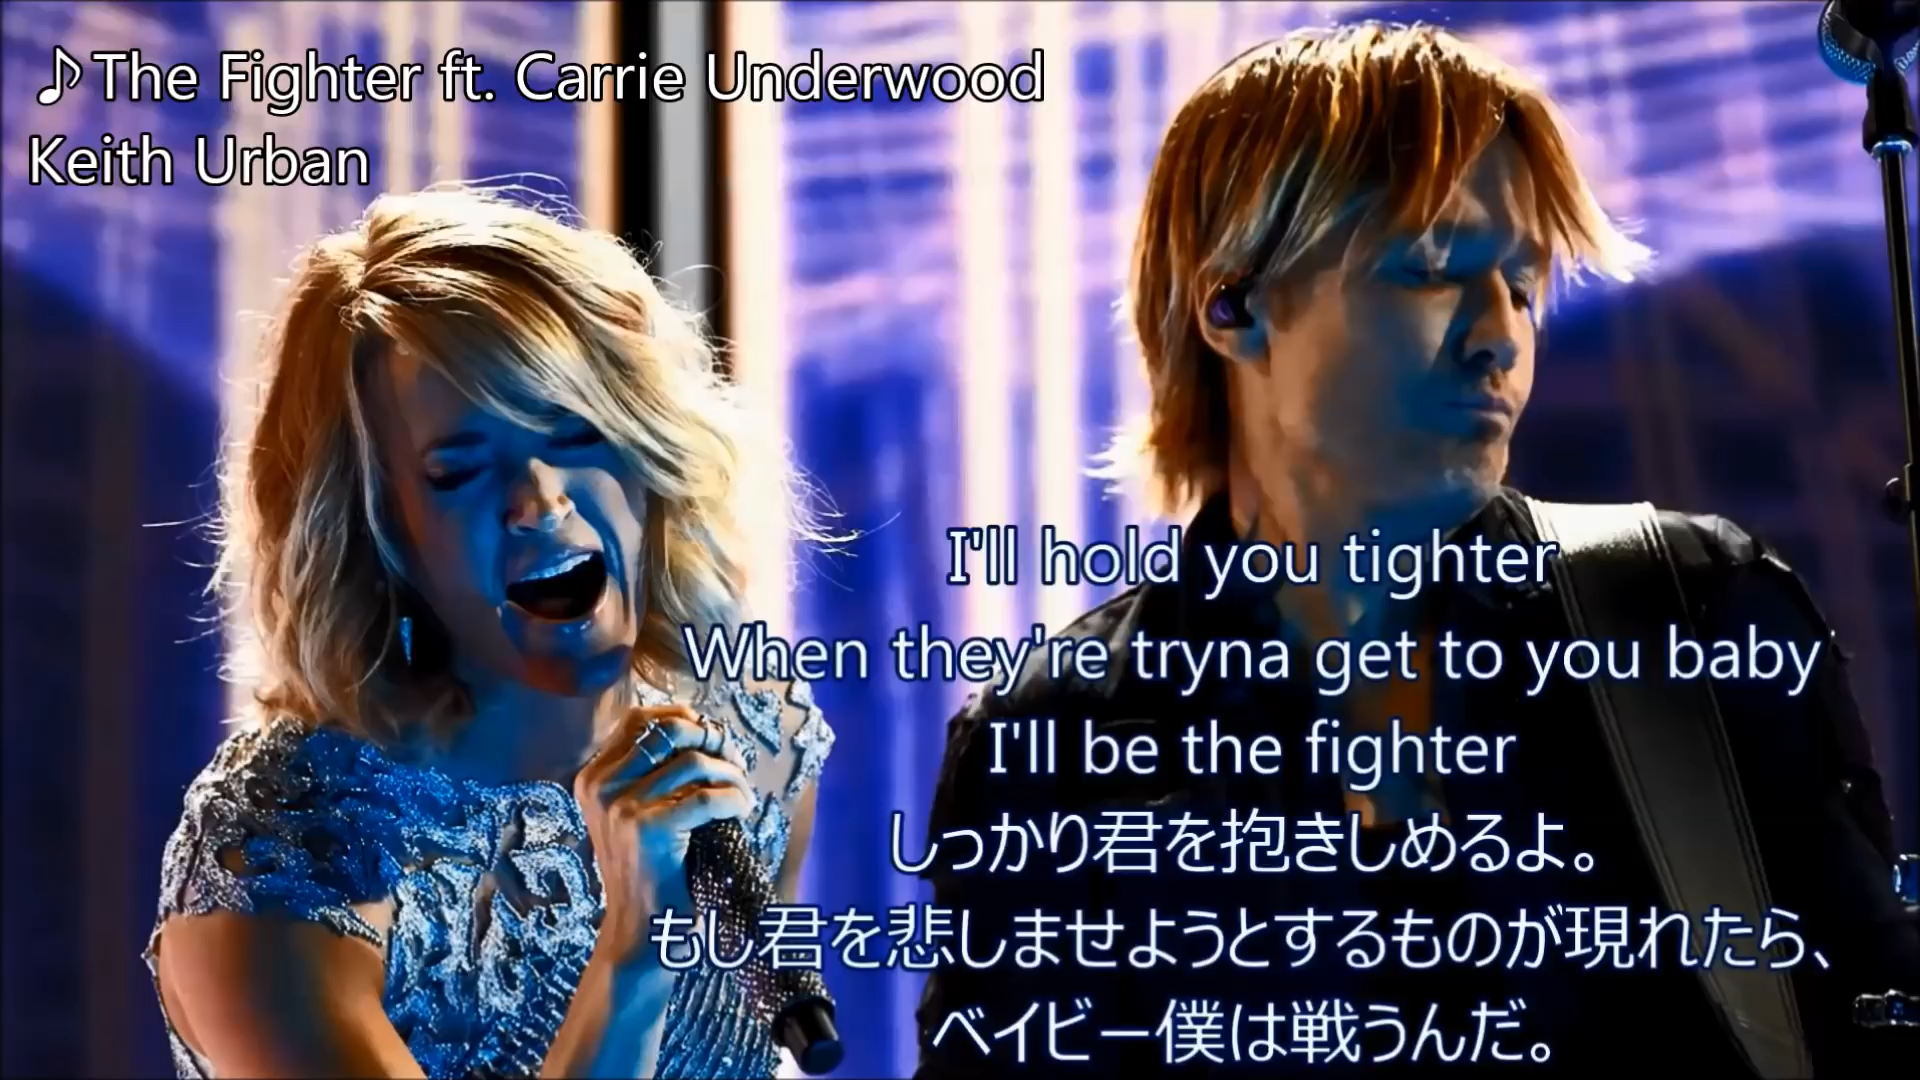 ♪The Fighter ft. Carrie Underwood
Keith Urban
I'll hold you tighter
When they're tryna get to you baby
I'll be the fighter
しっかり君を抱きしめるよ。
もし君を悲しませようとするものが現れたら、
ベイビー僕は戦うんだ。